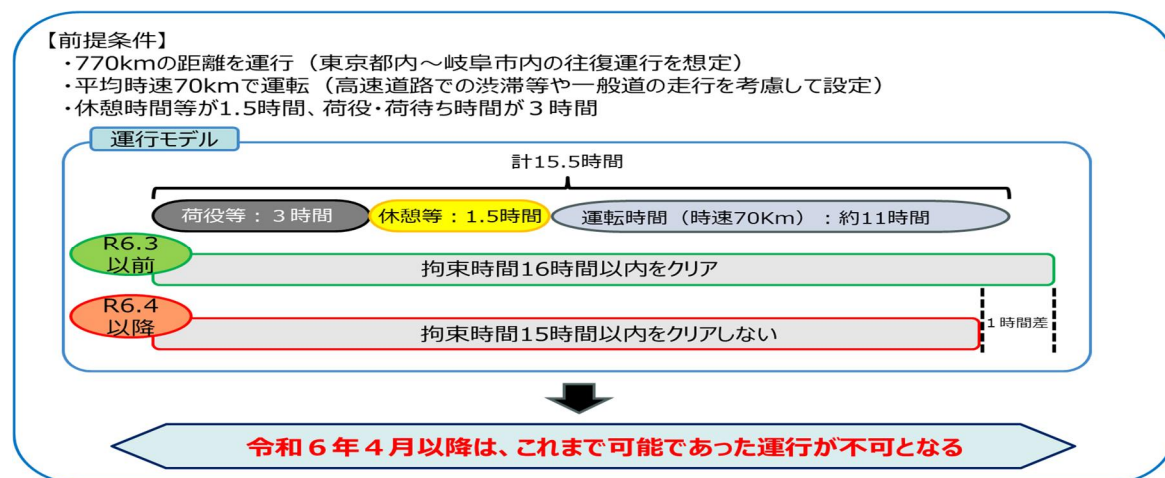 【前提条件】
・770kmの距離を運行（東京都内～岐阜市内の往復運行を想定）
・平均時速70kmで運転（高速道路での渋滞等や一般道の走行を考慮して設定）
・休憩時間等が1.5時間、荷役・荷待ち時間が３時間
運行モデル
計15.5時間
荷役等：３時間
休憩等：1.5時間
運転時間（時速70Km）：約11時間
R6.3
以前
拘束時間16時間以内をクリア
R6.4
以降
拘束時間15時間以内をクリアしない
１時間差
令和６年４月以降は、これまで可能であった運行が不可となる